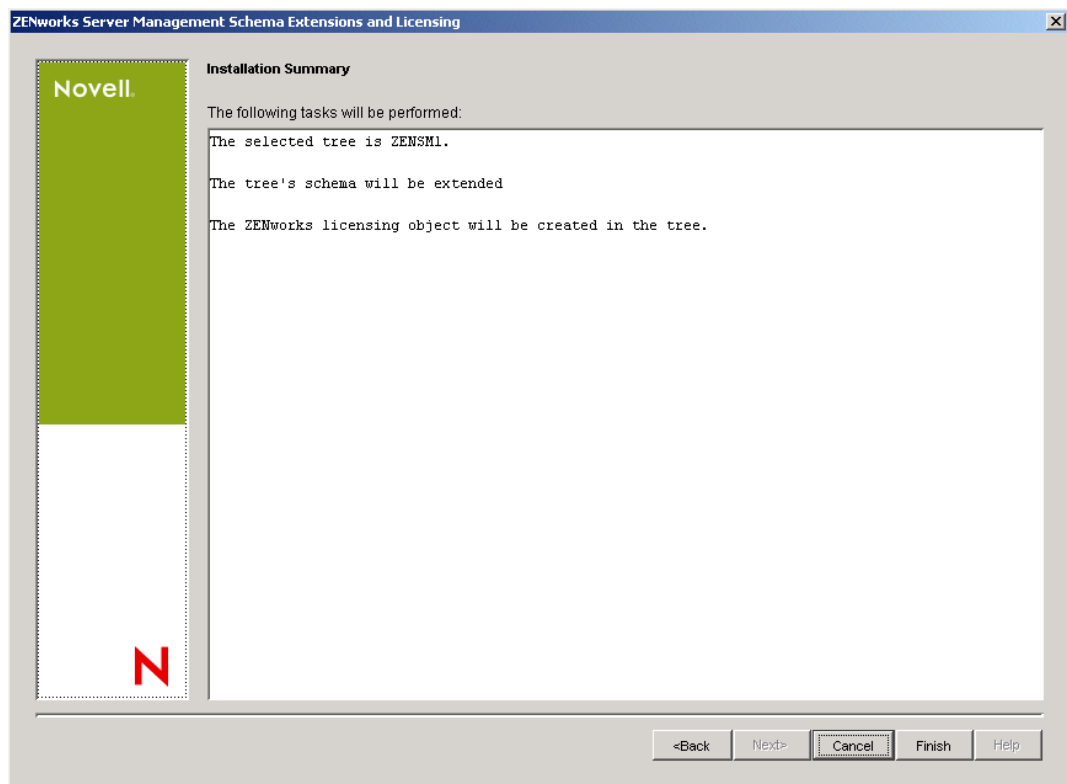 ZENworks Server Management Schema Extensions and Licensing
Novell.
Installation Summary
The following tasks will be performed:
The selected tree is ZENSM1.
The tree's schema will be extended
The ZENworks licensing object will be created in the tree.
N
<Back
Next>
Cancel
Finish
Help